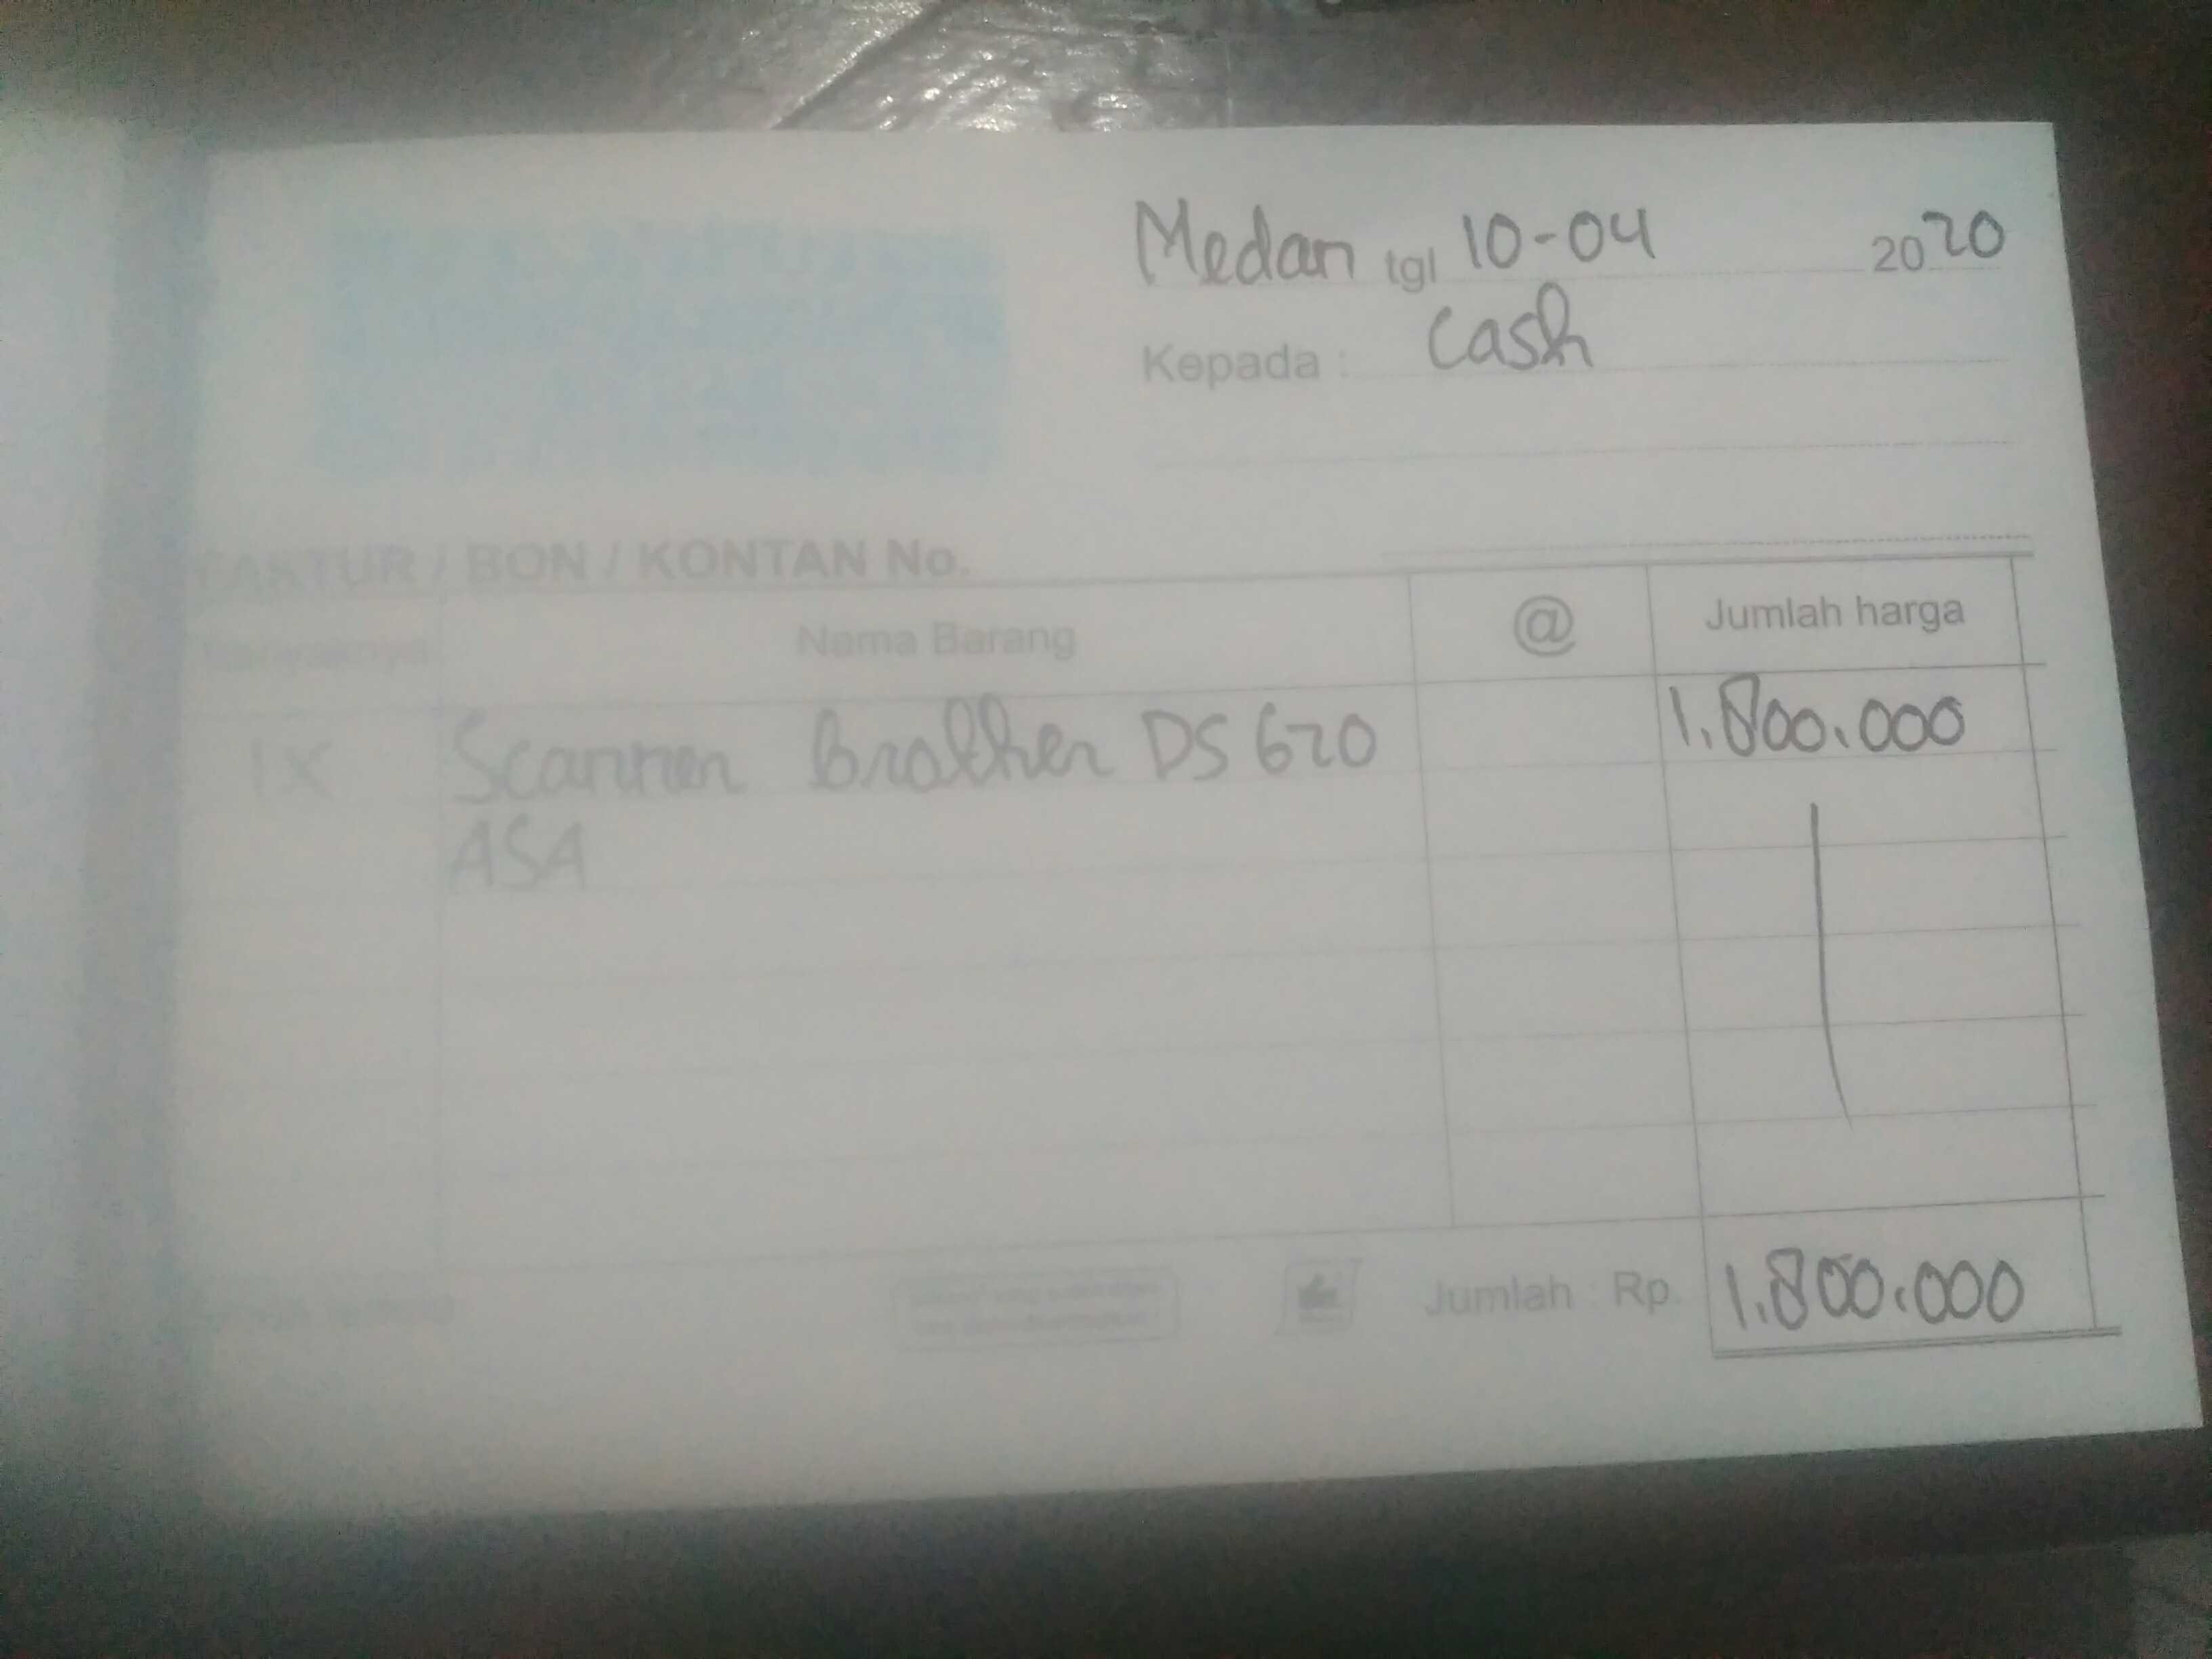 Medan tgl 10-04 2020
Kepada : Cash
FAKTUR / BON / KONTAN No.
Banyaknya Nama Barang @ Jumlah harga
1x Scanner Brother DS 620 1.800.000
ASA
Jumlah Rp. 1.800.000